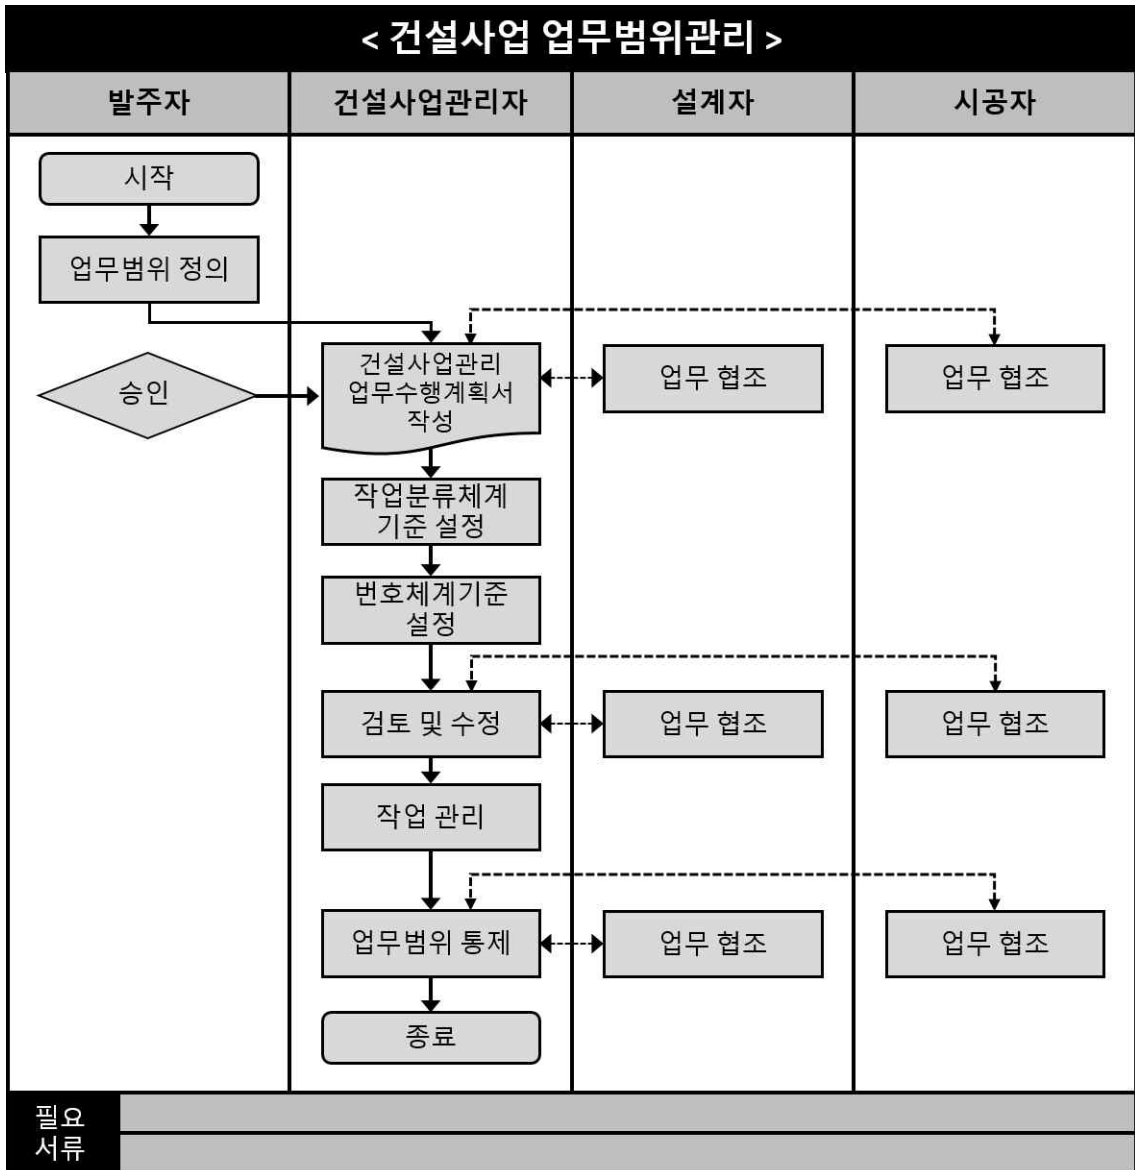 < 건설사업 업무범위관리 >
발주자
건설사업관리자
설계자
시공자
시작
업무범위 정의
승인
건설사업관리
업무수행계획서
작성
업무 협조
업무 협조
작업분류체계
기준 설정
번호체계기준
설정
검토 및 수정
업무 협조
업무 협조
작업 관리
업무범위 통제
업무 협조
업무 협조
종료
필요
서류